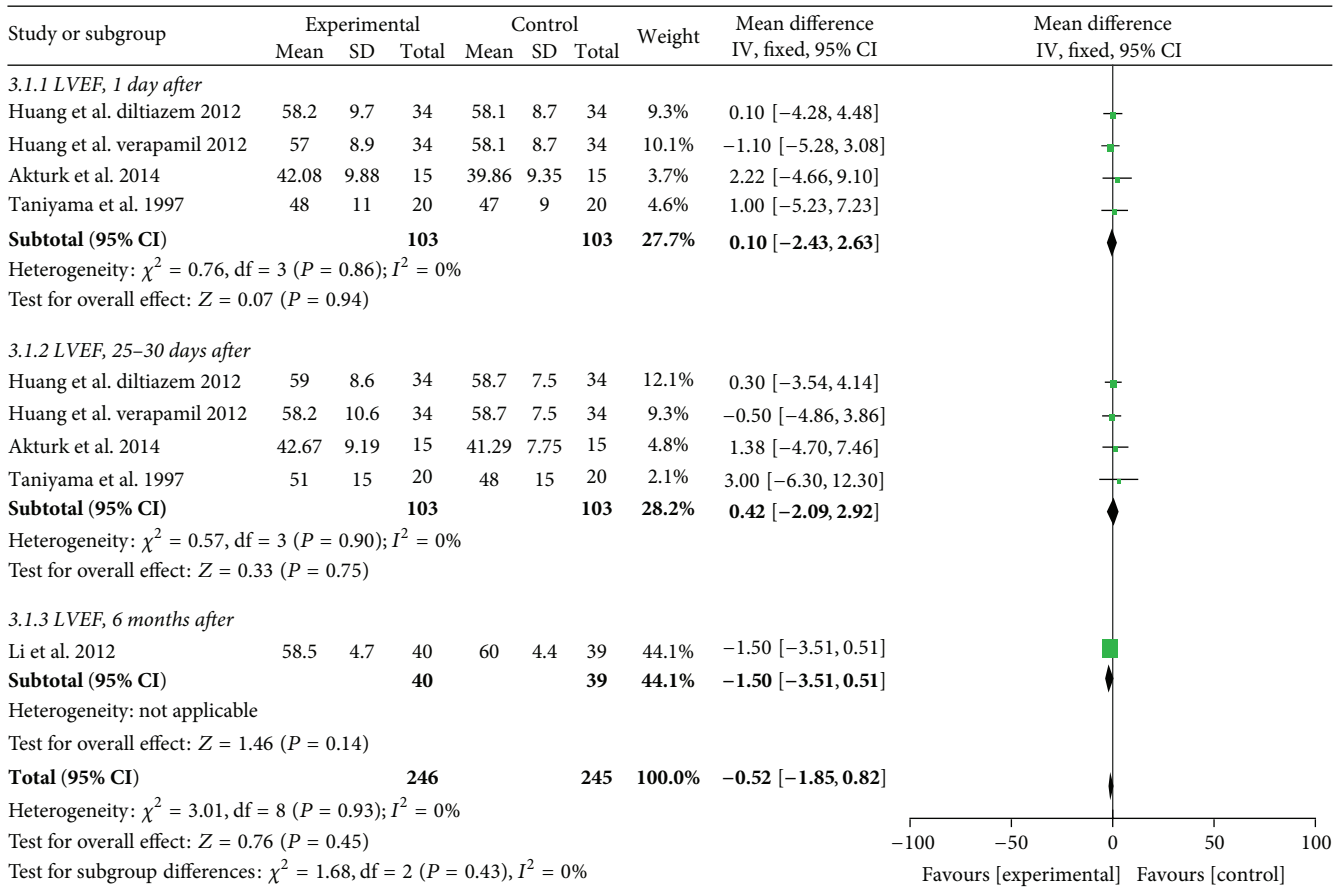 Study or subgroup Experimental Control Weight Mean difference Mean difference
Mean SD Total Mean SD Total IV, fixed, 95% CI IV, fixed, 95% CI
3.1.1 LVEF, 1 day after
Huang et al. diltiazem 2012 58.2 9.7 34 58.1 8.7 34 9.3% 0.10 [−4.28, 4.48]
Huang et al. verapamil 2012 57 8.9 34 58.1 8.7 34 10.1% −1.10 [−5.28, 3.08]
Akturk et al. 2014 42.08 9.88 15 39.86 9.35 15 3.7% 2.22 [−4.66, 9.10]
Taniyama et al. 1997 48 11 20 47 9 20 4.6% 1.00 [−5.23, 7.23]
Subtotal (95% CI) 103 103 27.7% 0.10 [−2.43, 2.63]
Heterogeneity: χ² = 0.76, df = 3 (P = 0.86); I² = 0%
Test for overall effect: Z = 0.07 (P = 0.94)
3.1.2 LVEF, 25–30 days after
Huang et al. diltiazem 2012 59 8.6 34 58.7 7.5 34 12.1% 0.30 [−3.54, 4.14]
Huang et al. verapamil 2012 58.2 10.6 34 58.7 7.5 34 9.3% −0.50 [−4.86, 3.86]
Akturk et al. 2014 42.67 9.19 15 41.29 7.75 15 4.8% 1.38 [−4.70, 7.46]
Taniyama et al. 1997 51 15 20 48 15 20 2.1% 3.00 [−6.30, 12.30]
Subtotal (95% CI) 103 103 28.2% 0.42 [−2.09, 2.92]
Heterogeneity: χ² = 0.57, df = 3 (P = 0.90); I² = 0%
Test for overall effect: Z = 0.33 (P = 0.75)
3.1.3 LVEF, 6 months after
Li et al. 2012 58.5 4.7 40 60 4.4 39 44.1% −1.50 [−3.51, 0.51]
Subtotal (95% CI) 40 39 44.1% −1.50 [−3.51, 0.51]
Heterogeneity: not applicable
Test for overall effect: Z = 1.46 (P = 0.14)
Total (95% CI) 246 245 100.0% −0.52 [−1.85, 0.82]
Heterogeneity: χ² = 3.01, df = 8 (P = 0.93); I² = 0%
Test for overall effect: Z = 0.76 (P = 0.45)
Test for subgroup differences: χ² = 1.68, df = 2 (P = 0.43), I² = 0%
−100 −50 0 50 100
Favours [experimental] Favours [control]